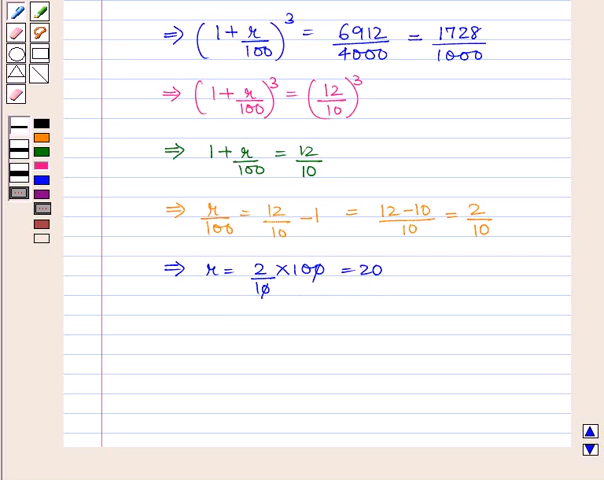 ⇒ (1 + r/100)^3 = 6912/4000 = 1728/1000
⇒ (1 + r/100)^3 = (12/10)^3
⇒ 1 + r/100 = 12/10
⇒ r/100 = 12/10 - 1 = 12-10/10 = 2/10
⇒ r = 2/10 × 100 = 20